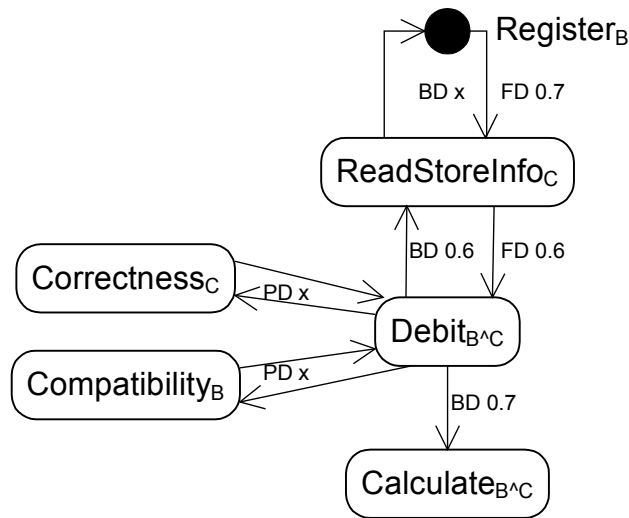 Register_B
BD x
FD 0.7
ReadStoreInfo_C
BD 0.6
FD 0.6
Correctness_C
PD x
Debit_B^C
Compatibility_B
PD x
BD 0.7
Calculate_B^C